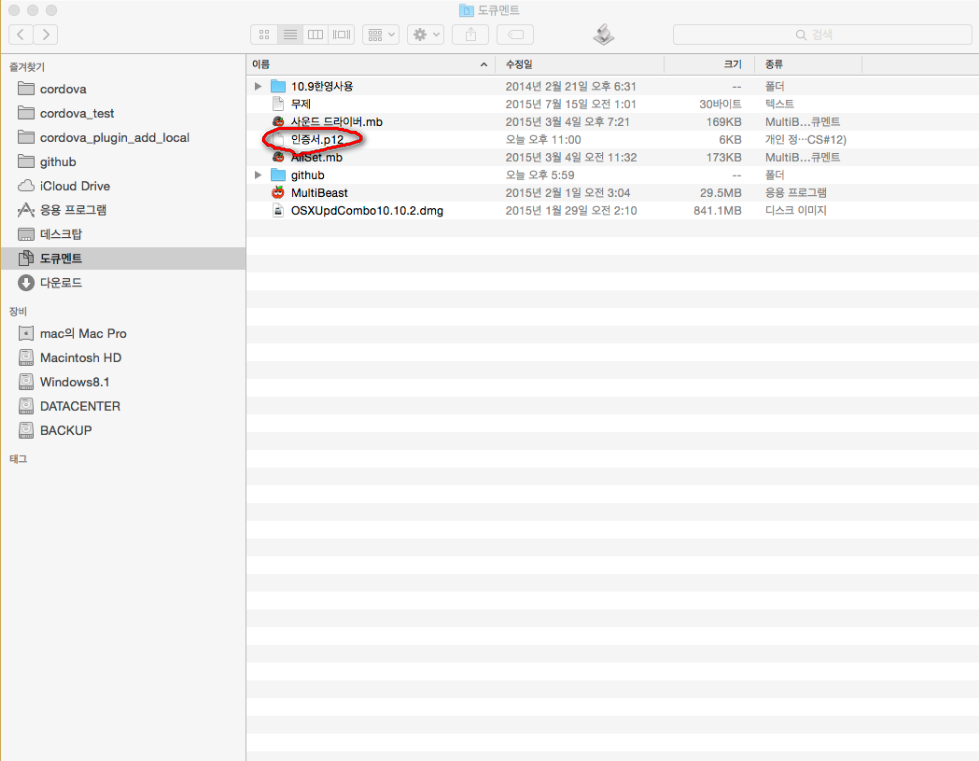 도큐멘트
검색
즐겨찾기
cordova
cordova_test
cordova_plugin_add_local
github
iCloud Drive
응용 프로그램
데스크탑
도큐멘트
다운로드
장비
mac의 Mac Pro
Macintosh HD
Windows8.1
DATACENTER
BACKUP
태그
이름 수정일 크기 종류
10.9한영사용 2014년 2월 21일 오후 6:31 -- 폴더
무제 2015년 7월 15일 오전 1:01 30바이트 텍스트
사운드 드라이버.mb 2015년 3월 4일 오후 7:21 169KB MultiB...큐멘트
인증서.p12 오늘 오후 11:00 6KB 개인 정...CS#12)
AllSet.mb 2015년 3월 4일 오전 11:32 173KB MultiB...큐멘트
github 오늘 오후 5:59 -- 폴더
MultiBeast 2015년 2월 1일 오전 3:04 29.5MB 응용 프로그램
OSXUpdCombo10.10.2.dmg 2015년 1월 29일 오전 2:10 841.1MB 디스크 이미지